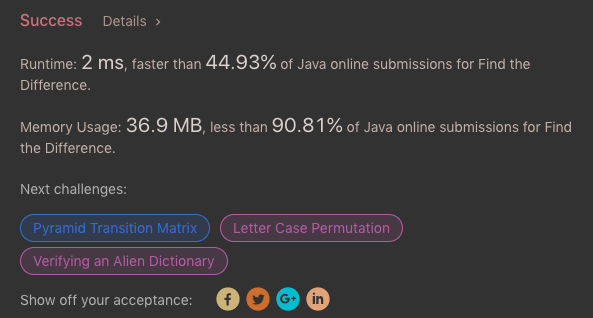 Success Details >
Runtime: 2 ms, faster than 44.93% of Java online submissions for Find the
Difference.
Memory Usage: 36.9 MB, less than 90.81% of Java online submissions for Find
the Difference.
Next challenges:
Pyramid Transition Matrix Letter Case Permutation
Verifying an Alien Dictionary
Show off your acceptance: f G+ in